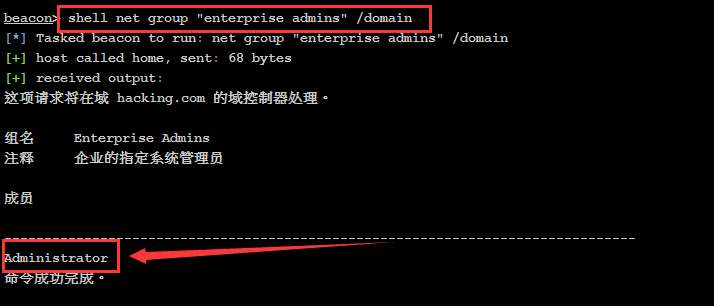 beacon> shell net group "enterprise admins" /domain
[*] Tasked beacon to run: net group "enterprise admins" /domain
[+] host called home, sent: 68 bytes
[+] received output:
这项请求将在域 hacking.com 的域控制器处理。
组名 Enterprise Admins
注释 企业的指定系统管理员
成员
-------------------------------------------------------------------------------
Administrator
命令成功完成。